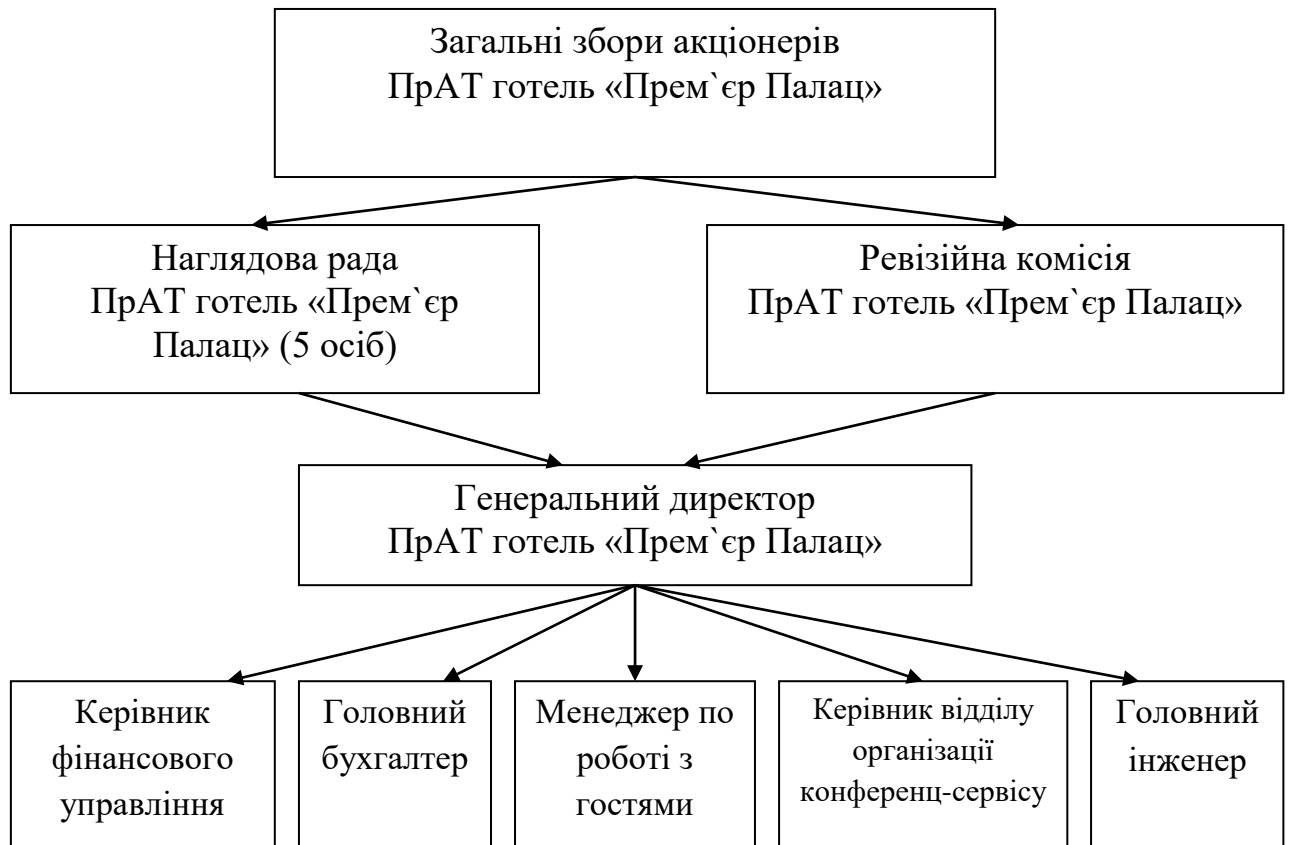 Загальні збори акціонерів
ПрАТ готель «Прем`єр Палац»
Наглядова рада
ПрАТ готель «Прем`єр
Палац» (5 осіб)
Ревізійна комісія
ПрАТ готель «Прем`єр Палац»
Генеральний директор
ПрАТ готель «Прем`єр Палац»
Керівник
фінансового
управління
Головний
бухгалтер
Менеджер по
роботі з
гостями
Керівник відділу
організації
конференц-сервісу
Головний
інженер